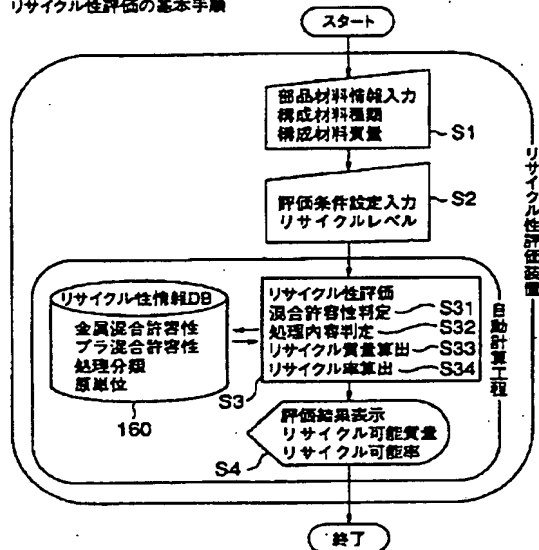 リサイクル性評価の基本手順
スタート
部品材料情報入力
構成材料種類
構成材料質量
S1
評価条件設定入力
リサイクルレベル
S2
リサイクル性情報DB
金属混合許容性
プラ混合許容性
処理分類
原単位
160
リサイクル性評価
混合許容性判定
S31
処理内容判定
S32
リサイクル質量算出
S33
リサイクル率算出
S34
S3
評価結果表示
リサイクル可能質量
リサイクル可能率
S4
終了
自動計算工程
リサイクル性評価装置